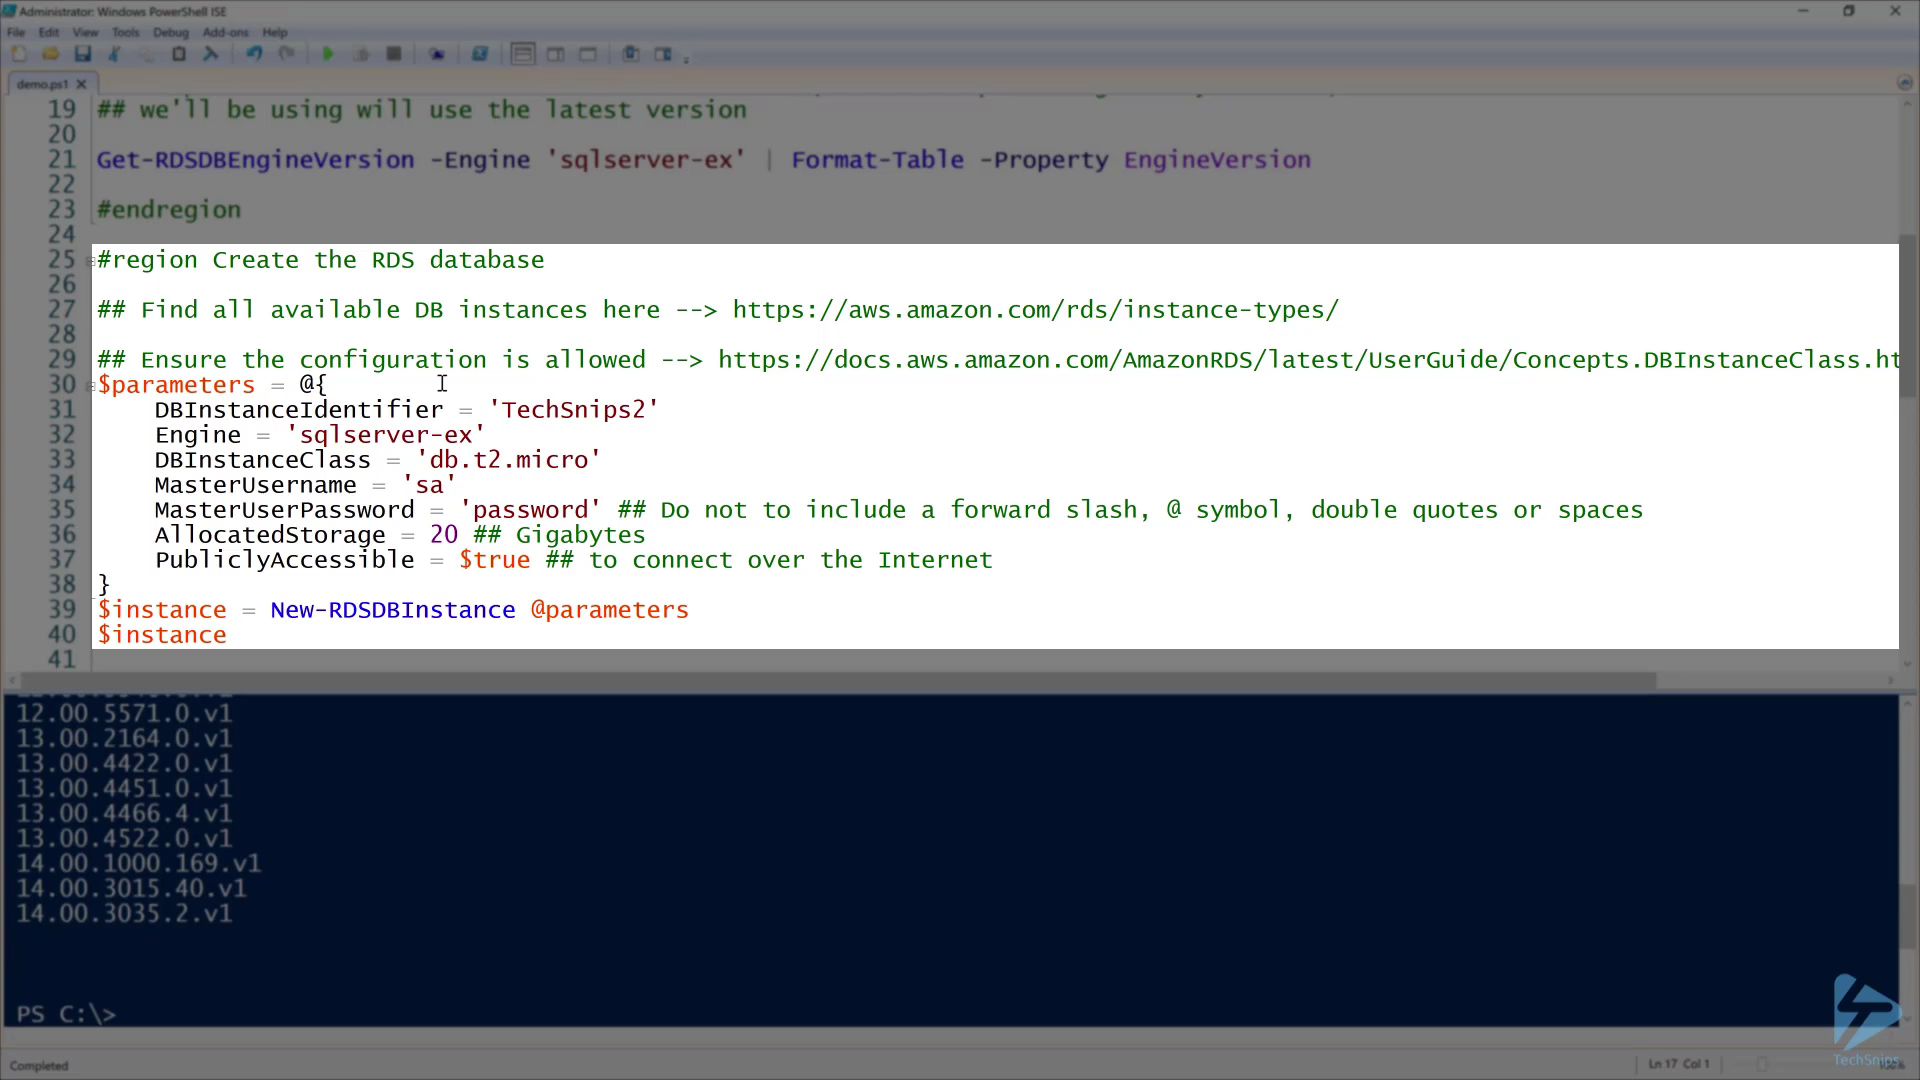 Administrator: Windows PowerShell ISE
File Edit View Tools Debug Add-ons Help
demo.ps1
19 ## we'll be using will use the latest version
20
21 Get-RDSDBEngineVersion -Engine 'sqlserver-ex' | Format-Table -Property EngineVersion
22
23 #endregion
24
25 #region Create the RDS database
26
27 ## Find all available DB instances here --> https://aws.amazon.com/rds/instance-types/
28
29 ## Ensure the configuration is allowed --> https://docs.aws.amazon.com/AmazonRDS/latest/UserGuide/Concepts.DBInstanceClass.ht
30 $parameters = @{
31 DBInstanceIdentifier = 'TechSnips2'
32 Engine = 'sqlserver-ex'
33 DBInstanceClass = 'db.t2.micro'
34 MasterUsername = 'sa'
35 MasterUserPassword = 'password' ## Do not to include a forward slash, @ symbol, double quotes or spaces
36 AllocatedStorage = 20 ## Gigabytes
37 PubliclyAccessible = $true ## to connect over the Internet
38 }
39 $instance = New-RDSDBInstance @parameters
40 $instance
41
12.00.5571.0.v1
13.00.2164.0.v1
13.00.4422.0.v1
13.00.4451.0.v1
13.00.4466.4.v1
13.00.4522.0.v1
14.00.1000.169.v1
14.00.3015.40.v1
14.00.3035.2.v1
PS C:\>
TechSnips
Completed
Ln 17 Col 1